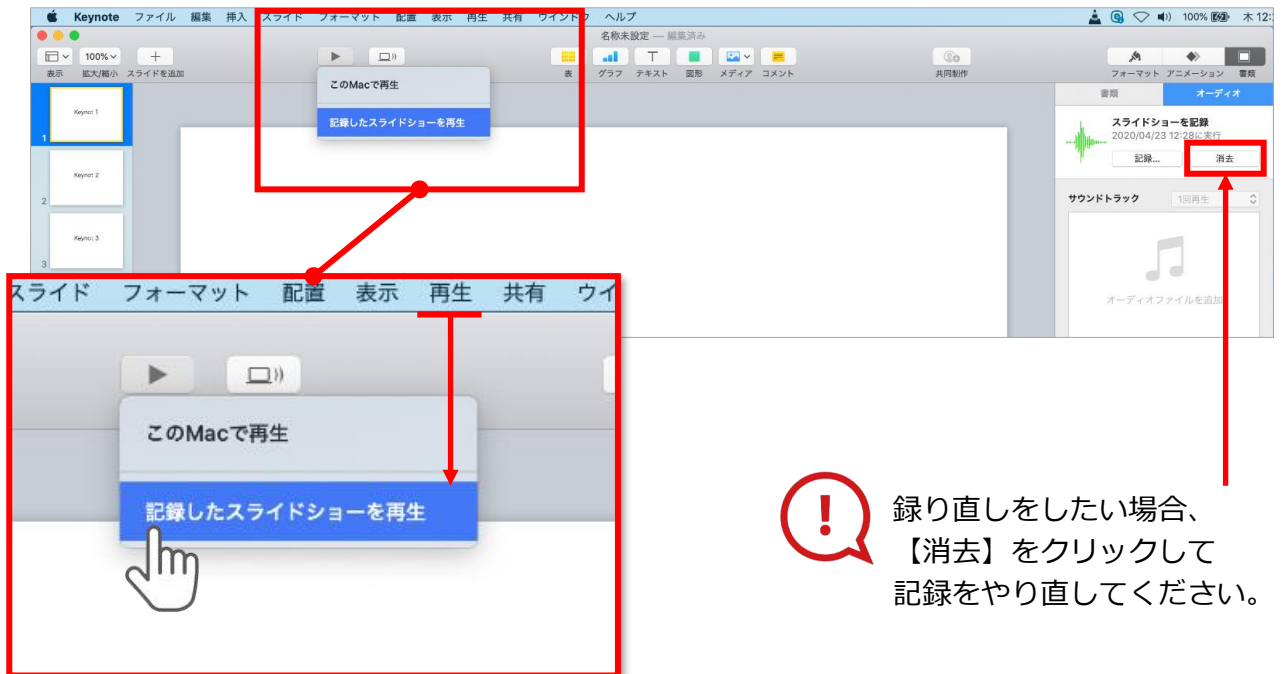 Keynote ファイル 編集 挿入 スライド フォーマット 配置 表示 再生 共有 ウインドウ ヘルプ
100% 木 12:
名称未設定 — 編集済み
100%
表示 拡大/縮小 スライドを追加
表 グラフ テキスト 図形 メディア コメント
共同制作
フォーマット アニメーション 書類
このMacで再生
記録したスライドショーを再生
書類 オーディオ
スライドショーを記録
2020/04/23 12:28に実行
記録... 消去
サウンドトラック 1回再生
オーディオファイルを追加
Keynot 1
1
Keynot 2
2
Keynot 3
3
スライド フォーマット 配置 表示 再生 共有 ウイ
このMacで再生
記録したスライドショーを再生
!
録り直しをしたい場合、
【消去】をクリックして
記録をやり直してください。